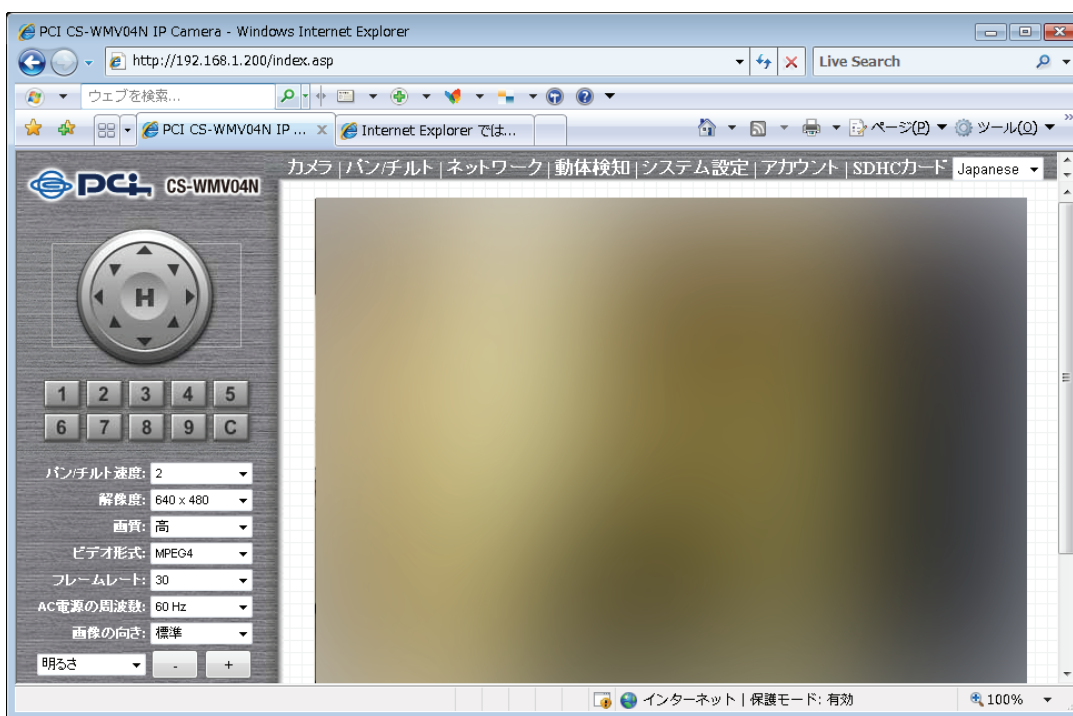 PCI CS-WMV04N IP Camera - Windows Internet Explorer
http://192.168.1.200/index.asp
Live Search
ウェブを検索...
PCI CS-WMV04N IP ...
Internet Explorer では...
ページ(P)
ツール(O)
PCi CS-WMV04N
カメラ | パン/チルト | ネットワーク | 動体検知 | システム設定 | アカウント | SDHCカード
Japanese
H
1 2 3 4 5
6 7 8 9 C
パン/チルト速度: 2
解像度: 640 x 480
画質: 高
ビデオ形式: MPEG4
フレームレート: 30
AC電源の周波数: 60 Hz
画像の向き: 標準
明るさ - +
インターネット | 保護モード: 有効
100%